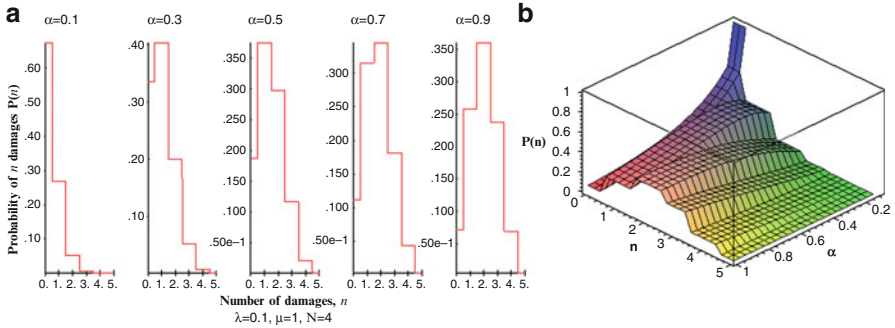 a
α=0.1 α=0.3 α=0.5 α=0.7 α=0.9
Probability of n damages P(n)
.60
.50
.40
.30
.20
.10
0. 1. 2. 3. 4. 5.
.40
.30
.20
.10
0. 1. 2. 3. 4. 5.
.350
.300
.250
.200
.150
.100
.50e−1
0. 1. 2. 3. 4. 5.
.300
.250
.200
.150
.100
.50e−1
0. 1. 2. 3. 4. 5.
.350
.300
.250
.200
.150
.100
.50e−1
0. 1. 2. 3. 4. 5.
Number of damages, n
λ=0.1, μ=1, N=4
b
P(n)
1
0.8
0.6
0.4
0.2
0
0 1 2 3 4 5
n
1 0.8 0.6 0.4 0.2
α